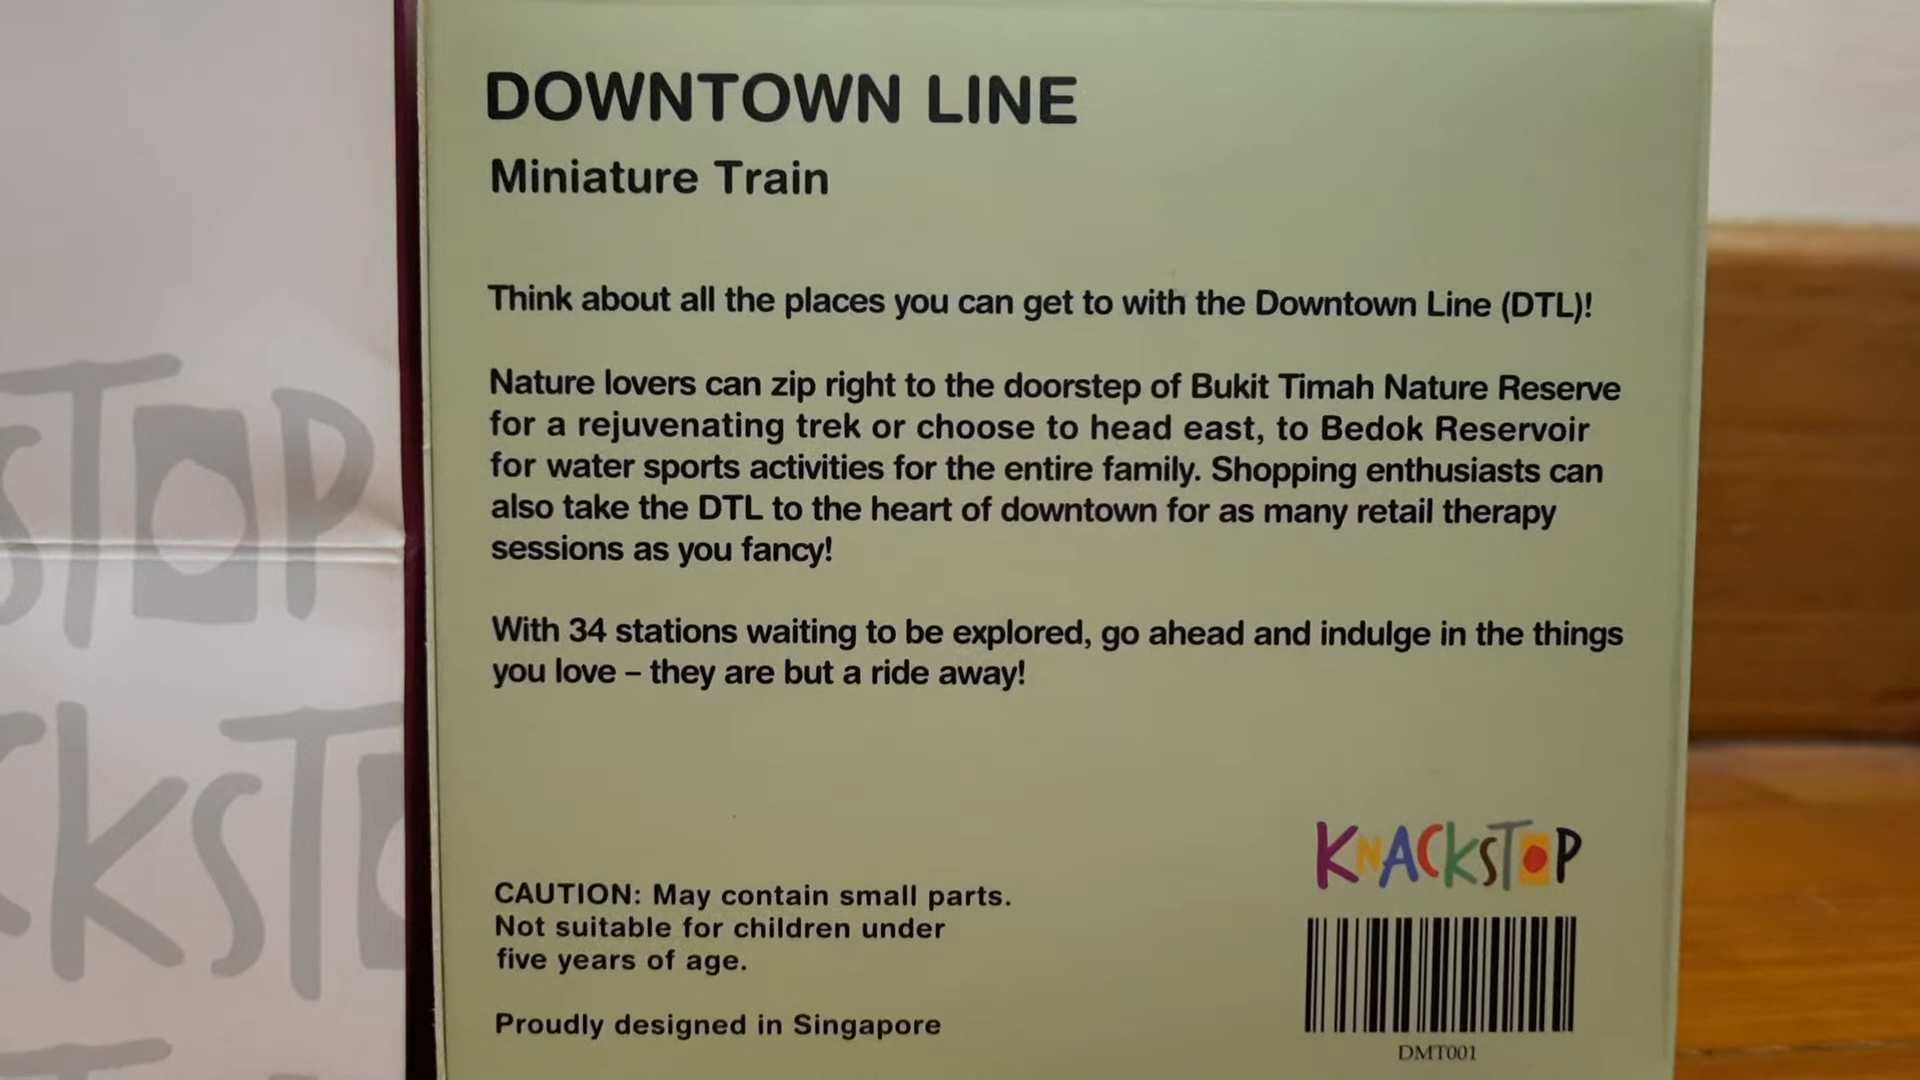 DOWNTOWN LINE
Miniature Train
Think about all the places you can get to with the Downtown Line (DTL)!
Nature lovers can zip right to the doorstep of Bukit Timah Nature Reserve
for a rejuvenating trek or choose to head east, to Bedok Reservoir
for water sports activities for the entire family. Shopping enthusiasts can
also take the DTL to the heart of downtown for as many retail therapy
sessions as you fancy!
With 34 stations waiting to be explored, go ahead and indulge in the things
you love – they are but a ride away!
CAUTION: May contain small parts.
Not suitable for children under
five years of age.
Proudly designed in Singapore
KNACKSTOP
DMT001
STOP
CKSTO